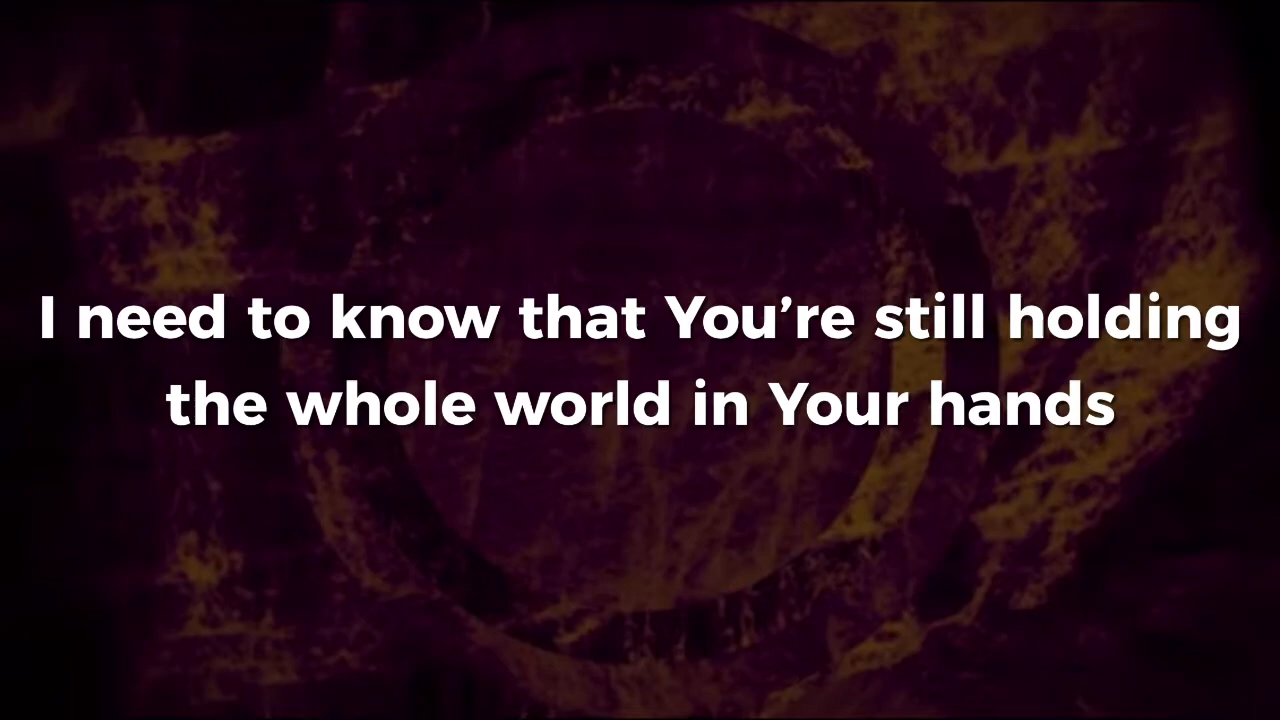 I need to know that You’re still holding
the whole world in Your hands